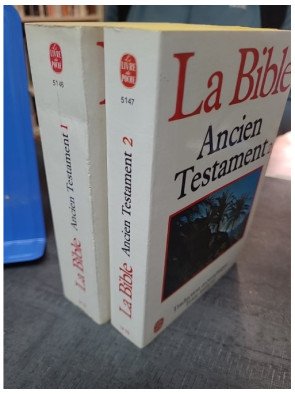 LE LIVRE
DE
POCHE
5146
La Bible Ancien Testament 1
LE LIVRE
DE
POCHE
5147
La Bible Ancien Testament 2
La Bible
Ancien
Testament